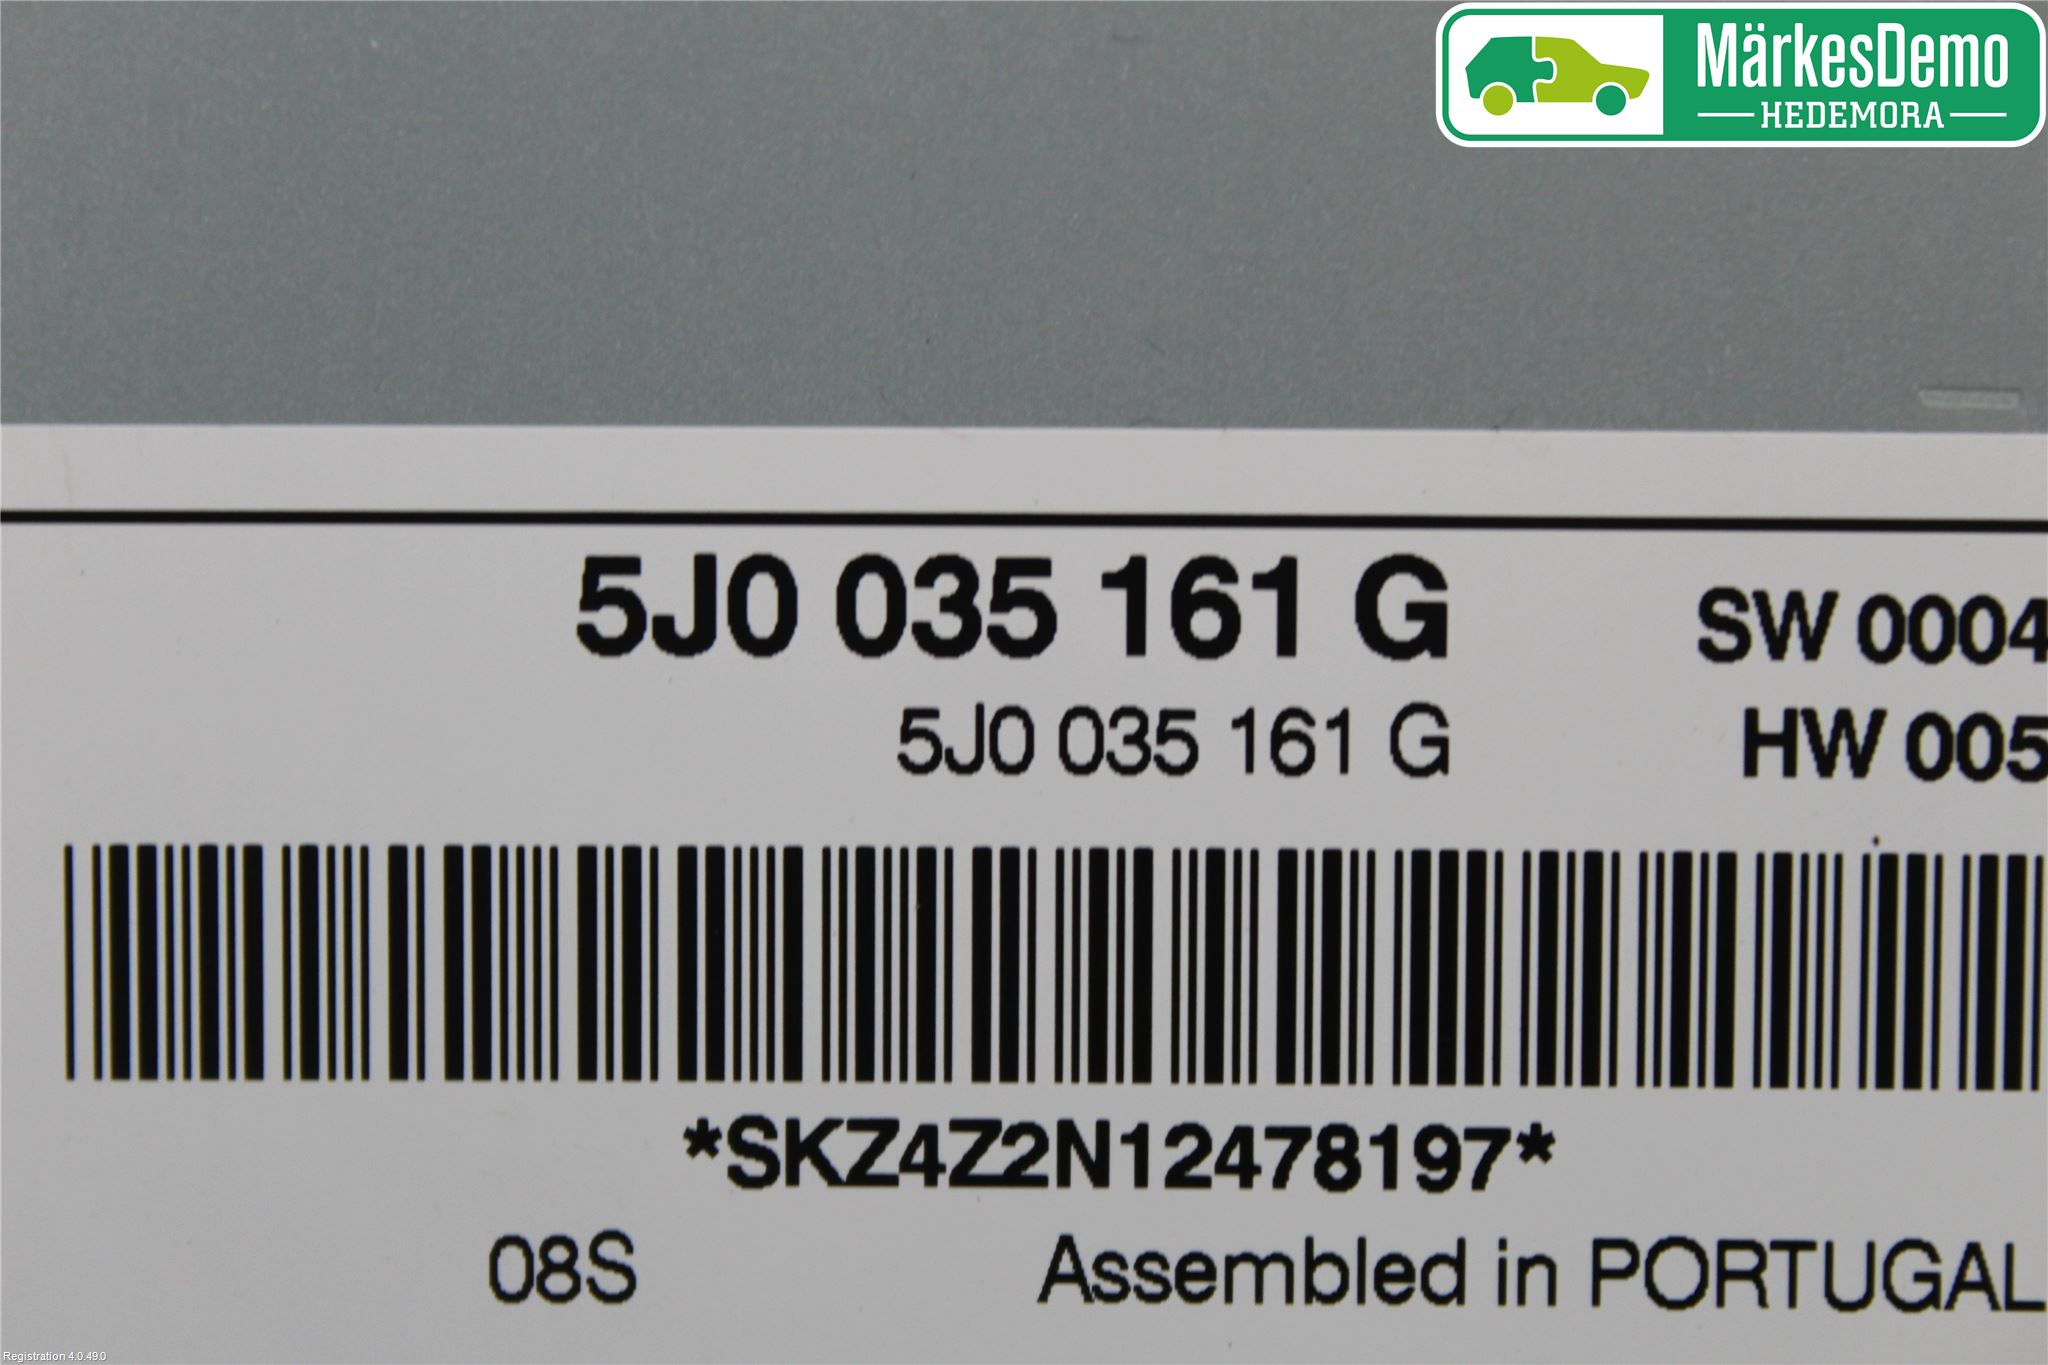 MärkesDemo
HEDEMORA
5J0 035 161 G
SW 0004
5J0 035 161 G
HW 005
*SKZ4Z2N12478197*
08S
Assembled in PORTUGAL
Registration 4.0.49.0